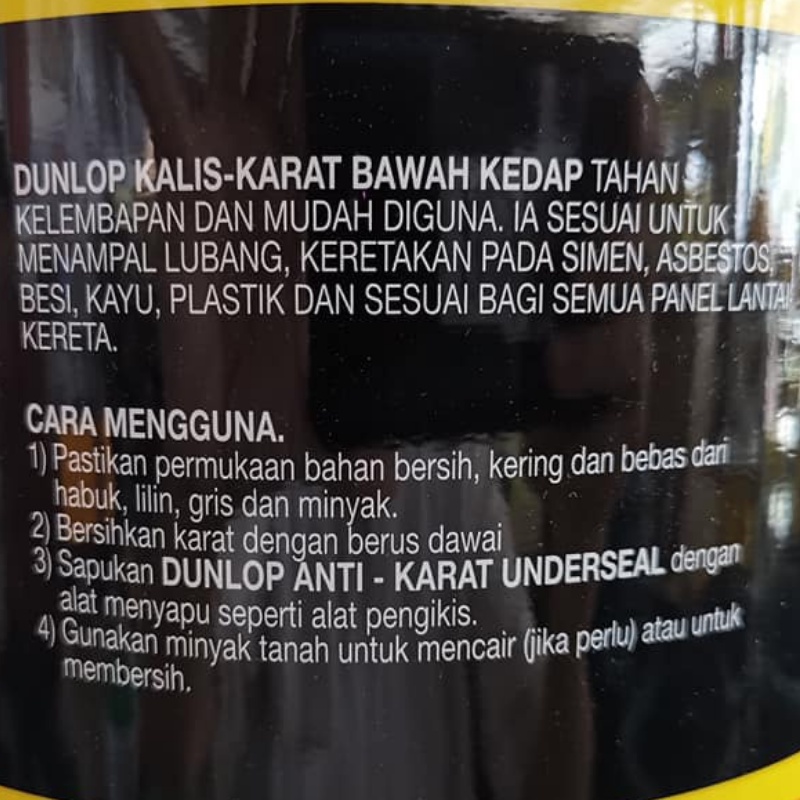 DUNLOP KALIS-KARAT BAWAH KEDAP TAHAN
KELEMBAPAN DAN MUDAH DIGUNA. IA SESUAI UNTUK
MENAMPAL LUBANG, KERETAKAN PADA SIMEN, ASBESTOS,
BESI, KAYU, PLASTIK DAN SESUAI BAGI SEMUA PANEL LANTAI
KERETA.
CARA MENGGUNA.
1) Pastikan permukaan bahan bersih, kering dan bebas dari
habuk, lilin, gris dan minyak.
2) Bersihkan karat dengan berus dawai
3) Sapukan DUNLOP ANTI - KARAT UNDERSEAL dengan
alat menyapu seperti alat pengikis.
4) Gunakan minyak tanah untuk mencair (jika perlu) atau untuk
membersih.